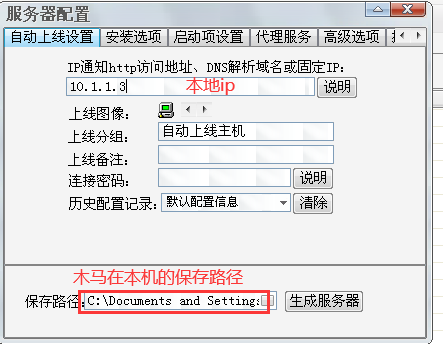 服务器配置
自动上线设置 安装选项 启动项设置 代理服务 高级选项
IP通知http访问地址、DNS解析域名或固定IP:
10.1.1.3 本地ip 说明
上线图像:
上线分组: 自动上线主机
上线备注:
连接密码: 说明
历史配置记录: 默认配置信息 清除
木马在本机的保存路径
保存路径: C:\Documents and Settings 生成服务器